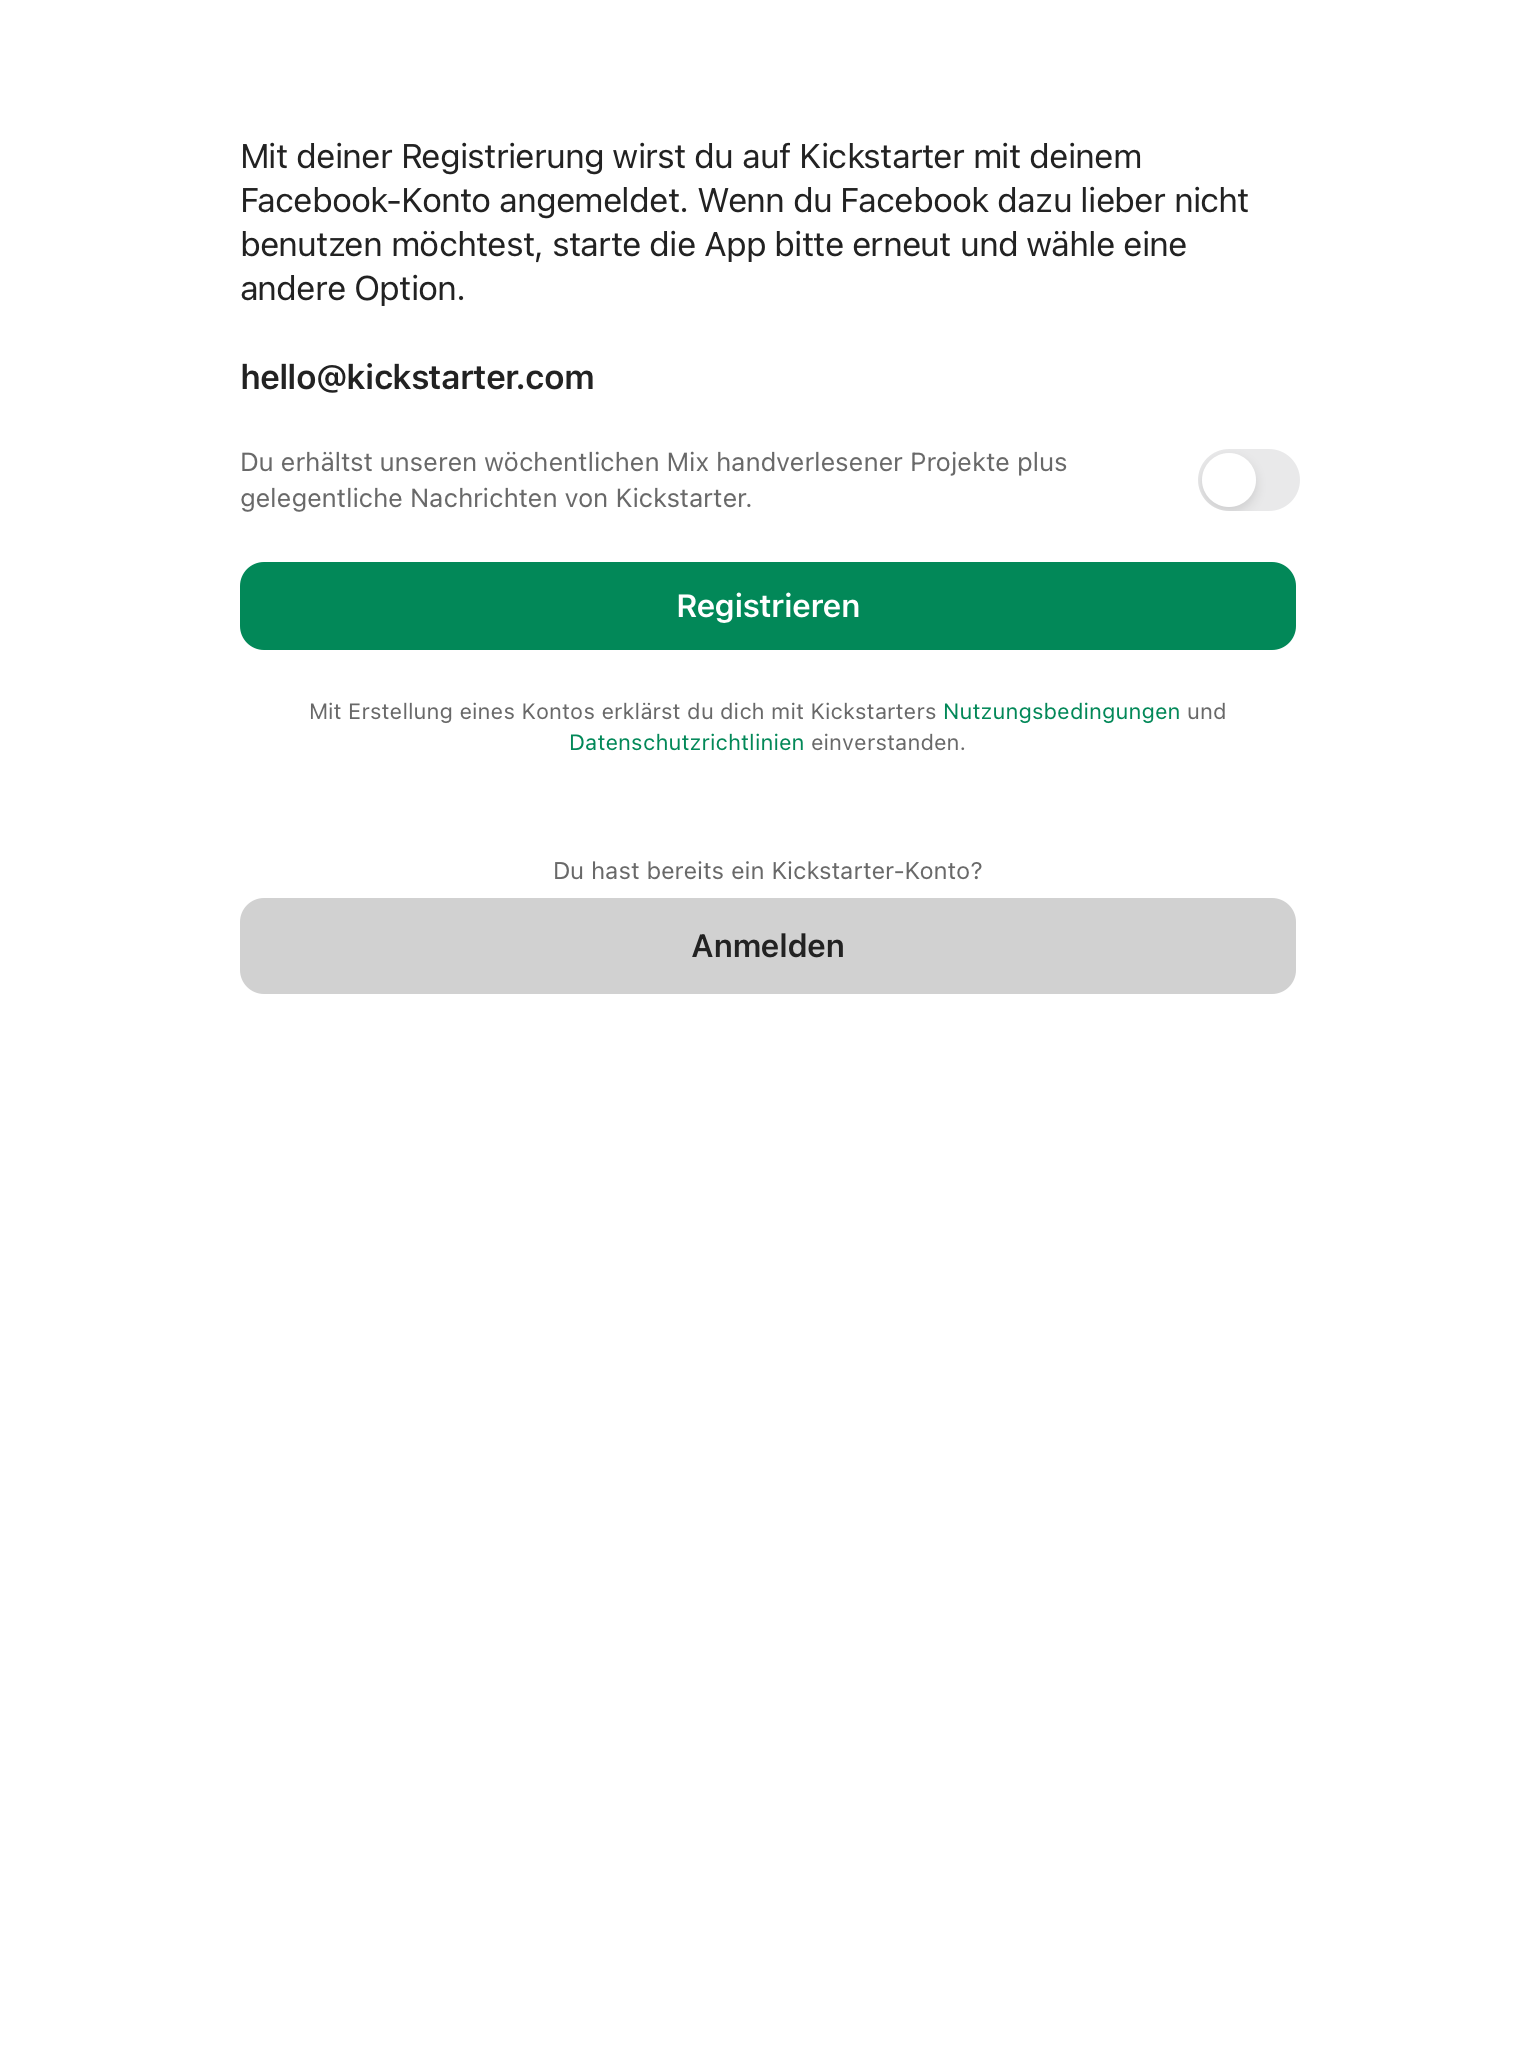 Mit deiner Registrierung wirst du auf Kickstarter mit deinem
Facebook-Konto angemeldet. Wenn du Facebook dazu lieber nicht
benutzen möchtest, starte die App bitte erneut und wähle eine
andere Option.
hello@kickstarter.com
Du erhältst unseren wöchentlichen Mix handverlesener Projekte plus
gelegentliche Nachrichten von Kickstarter.
Registrieren
Mit Erstellung eines Kontos erklärst du dich mit Kickstarters Nutzungsbedingungen und
Datenschutzrichtlinien einverstanden.
Du hast bereits ein Kickstarter-Konto?
Anmelden